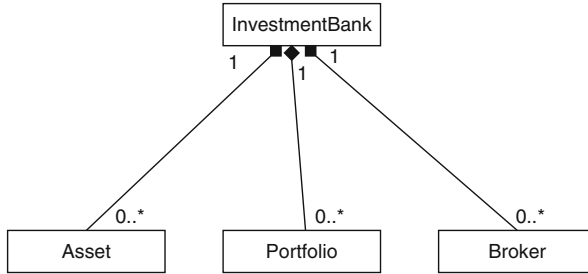 InvestmentBank
1
1
1
0..*
0..*
0..*
Asset
Portfolio
Broker